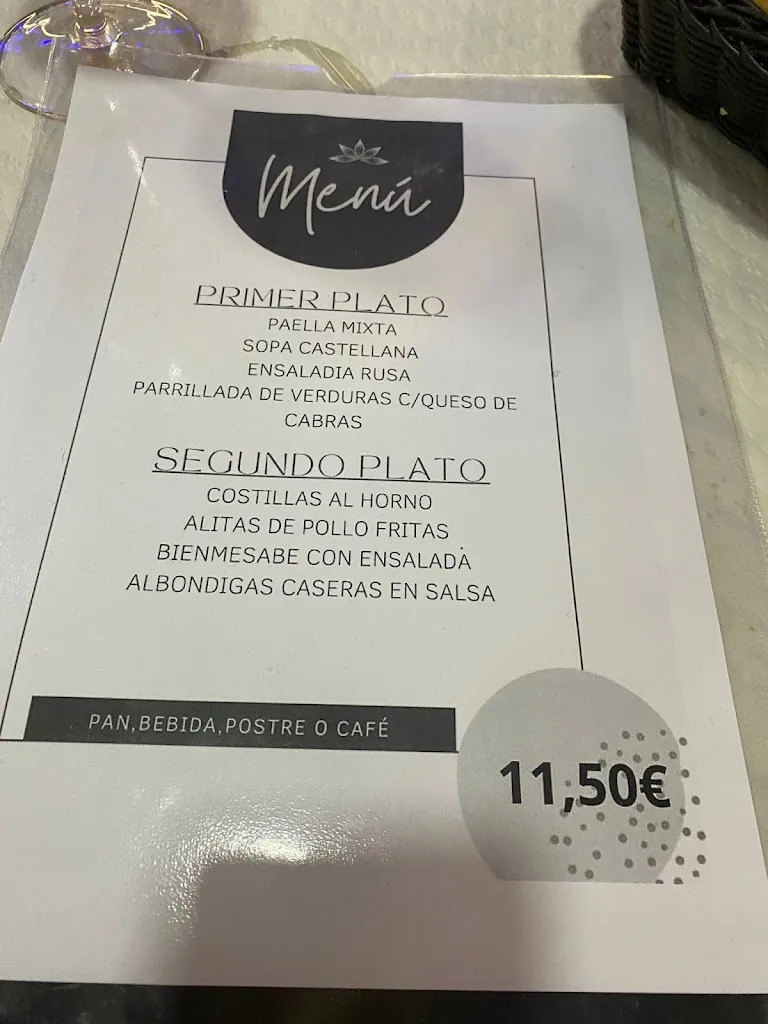 Menú
PRIMER PLATO
PAELLA MIXTA
SOPA CASTELLANA
ENSALADIA RUSA
PARRILLADA DE VERDURAS C/QUESO DE
CABRAS
SEGUNDO PLATO
COSTILLAS AL HORNO
ALITAS DE POLLO FRITAS
BIENMESABE CON ENSALADA
ALBONDIGAS CASERAS EN SALSA
PAN,BEBIDA,POSTRE O CAFÉ
11,50€